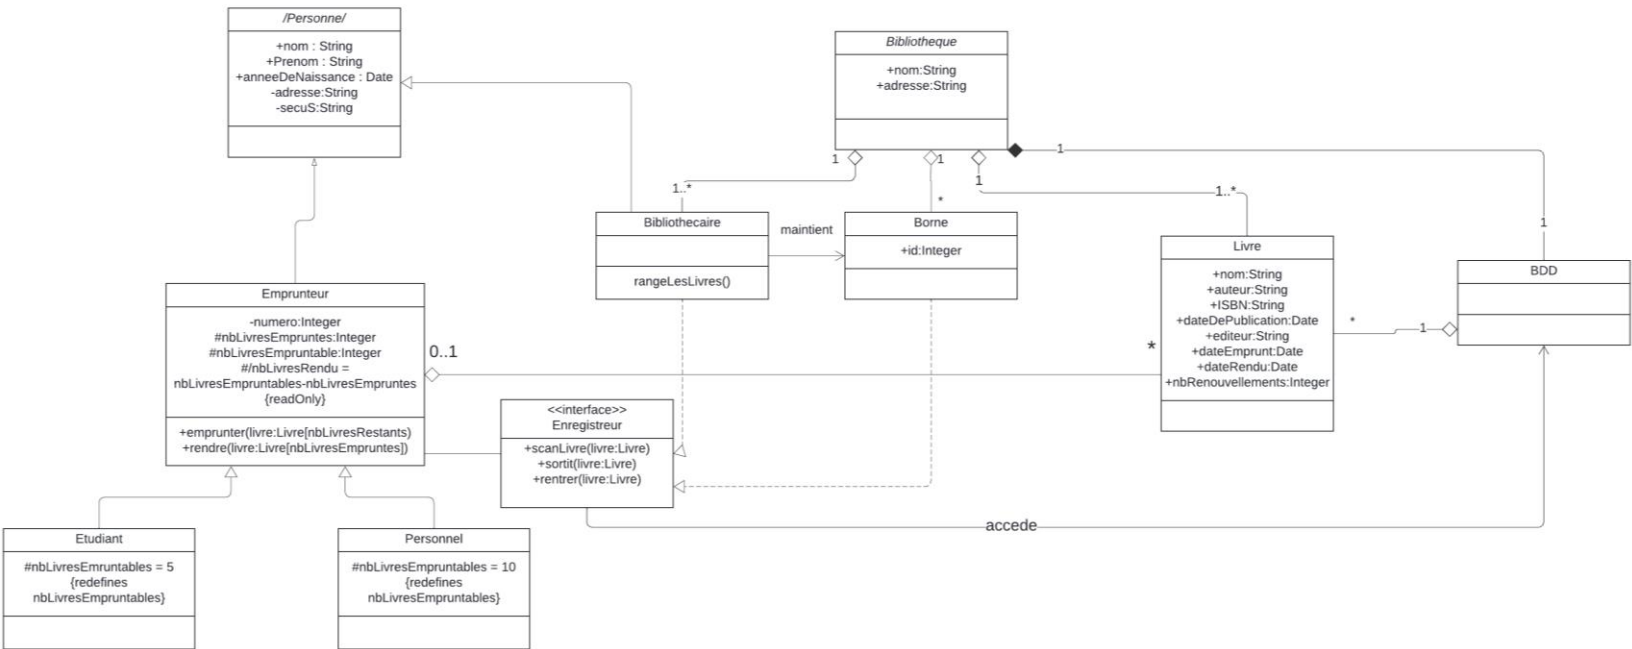 /Personne/
+nom : String
+Prenom : String
+anneeDeNaissance : Date
-adresse:String
-secuS:String
Bibliotheque
+nom:String
+adresse:String
1
1
1
1
1..*
*
1..*
1
Bibliothecaire
rangeLesLivres()
maintient
Borne
+id:Integer
Livre
+nom:String
+auteur:String
+ISBN:String
+dateDePublication:Date
+editeur:String
+dateEmprunt:Date
+dateRendu:Date
+nbRenouvellements:Integer
BDD
*
1
Emprunteur
-numero:Integer
#nbLivresEmpruntes:Integer
#nbLivresEmpruntable:Integer
#/nbLivresRendu =
nbLivresEmpruntables-nbLivresEmpruntes
{readOnly}
+emprunter(livre:Livre[nbLivresRestants)
+rendre(livre:Livre[nbLivresEmpruntes])
0..1
*
<<interface>>
Enregistreur
+scanLivre(livre:Livre)
+sortit(livre:Livre)
+rentrer(livre:Livre)
accede
Etudiant
#nbLivresEmruntables = 5
{redefines
nbLivresEmpruntables}
Personnel
#nbLivresEmpruntables = 10
{redefines
nbLivresEmpruntables}